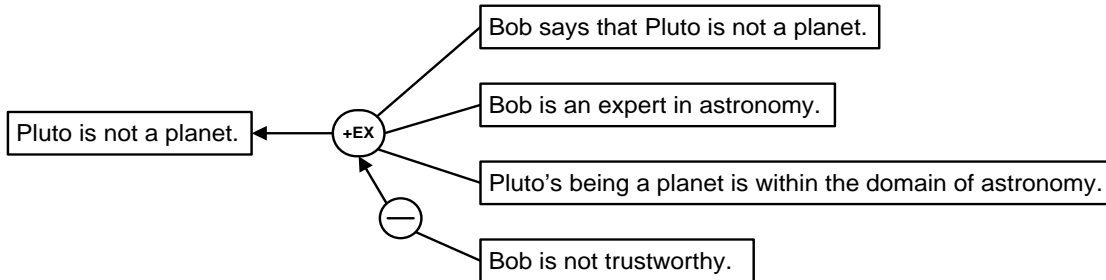 Bob says that Pluto is not a planet.
Bob is an expert in astronomy.
Pluto is not a planet.
+EX
Pluto’s being a planet is within the domain of astronomy.
Bob is not trustworthy.